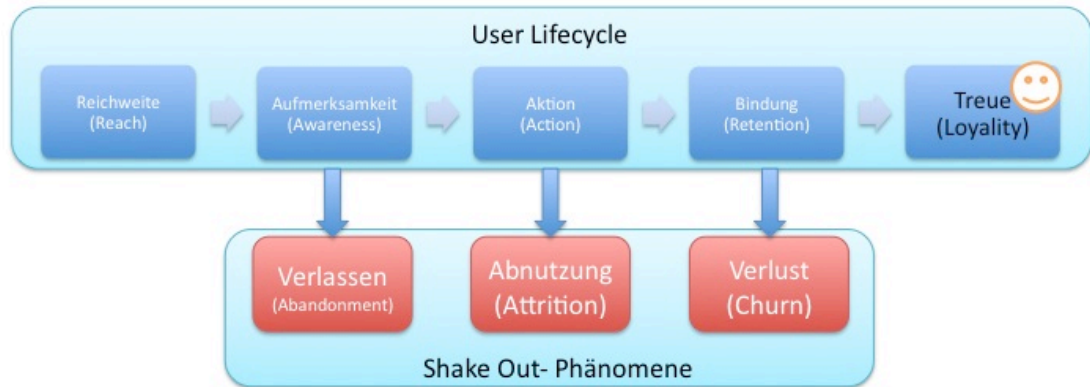 User Lifecycle
Reichweite
(Reach)
Aufmerksamkeit
(Awareness)
Aktion
(Action)
Bindung
(Retention)
Treue
(Loyality)
Verlassen
(Abandonment)
Abnutzung
(Attrition)
Verlust
(Churn)
Shake Out- Phänomene